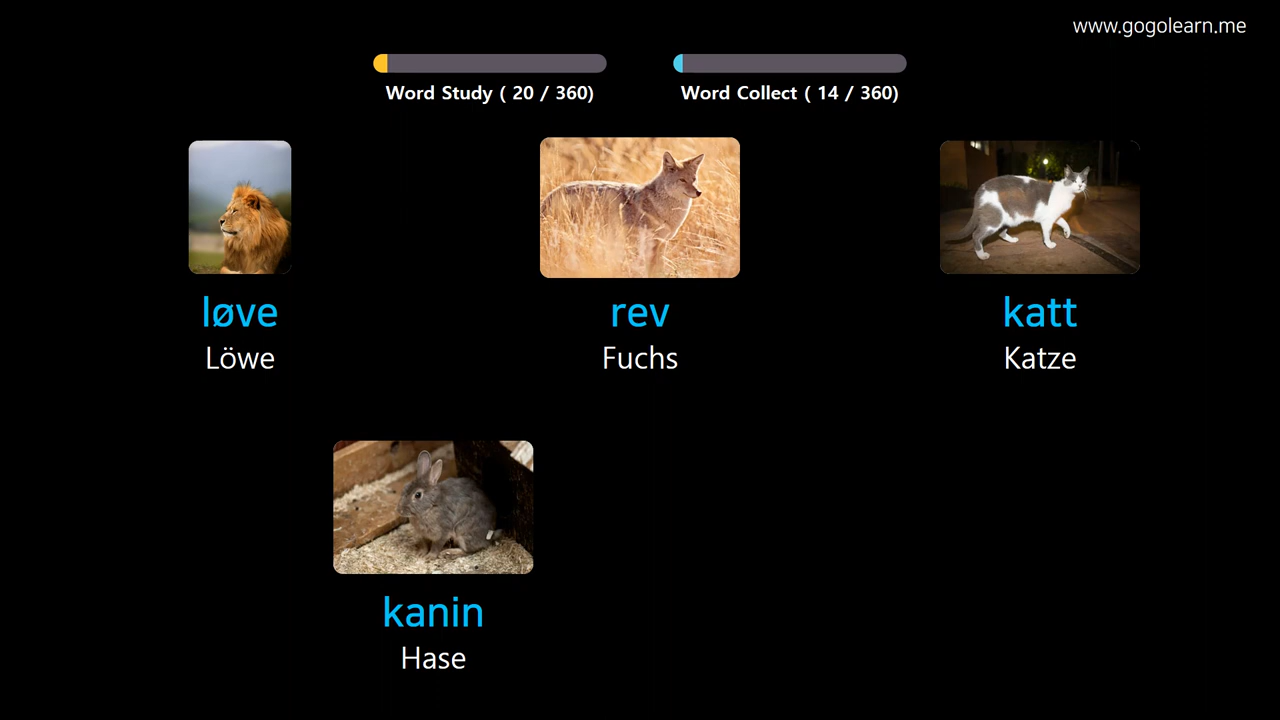 www.gogolearn.me
Word Study ( 20 / 360)
Word Collect ( 14 / 360)
løve
Löwe
rev
Fuchs
katt
Katze
kanin
Hase